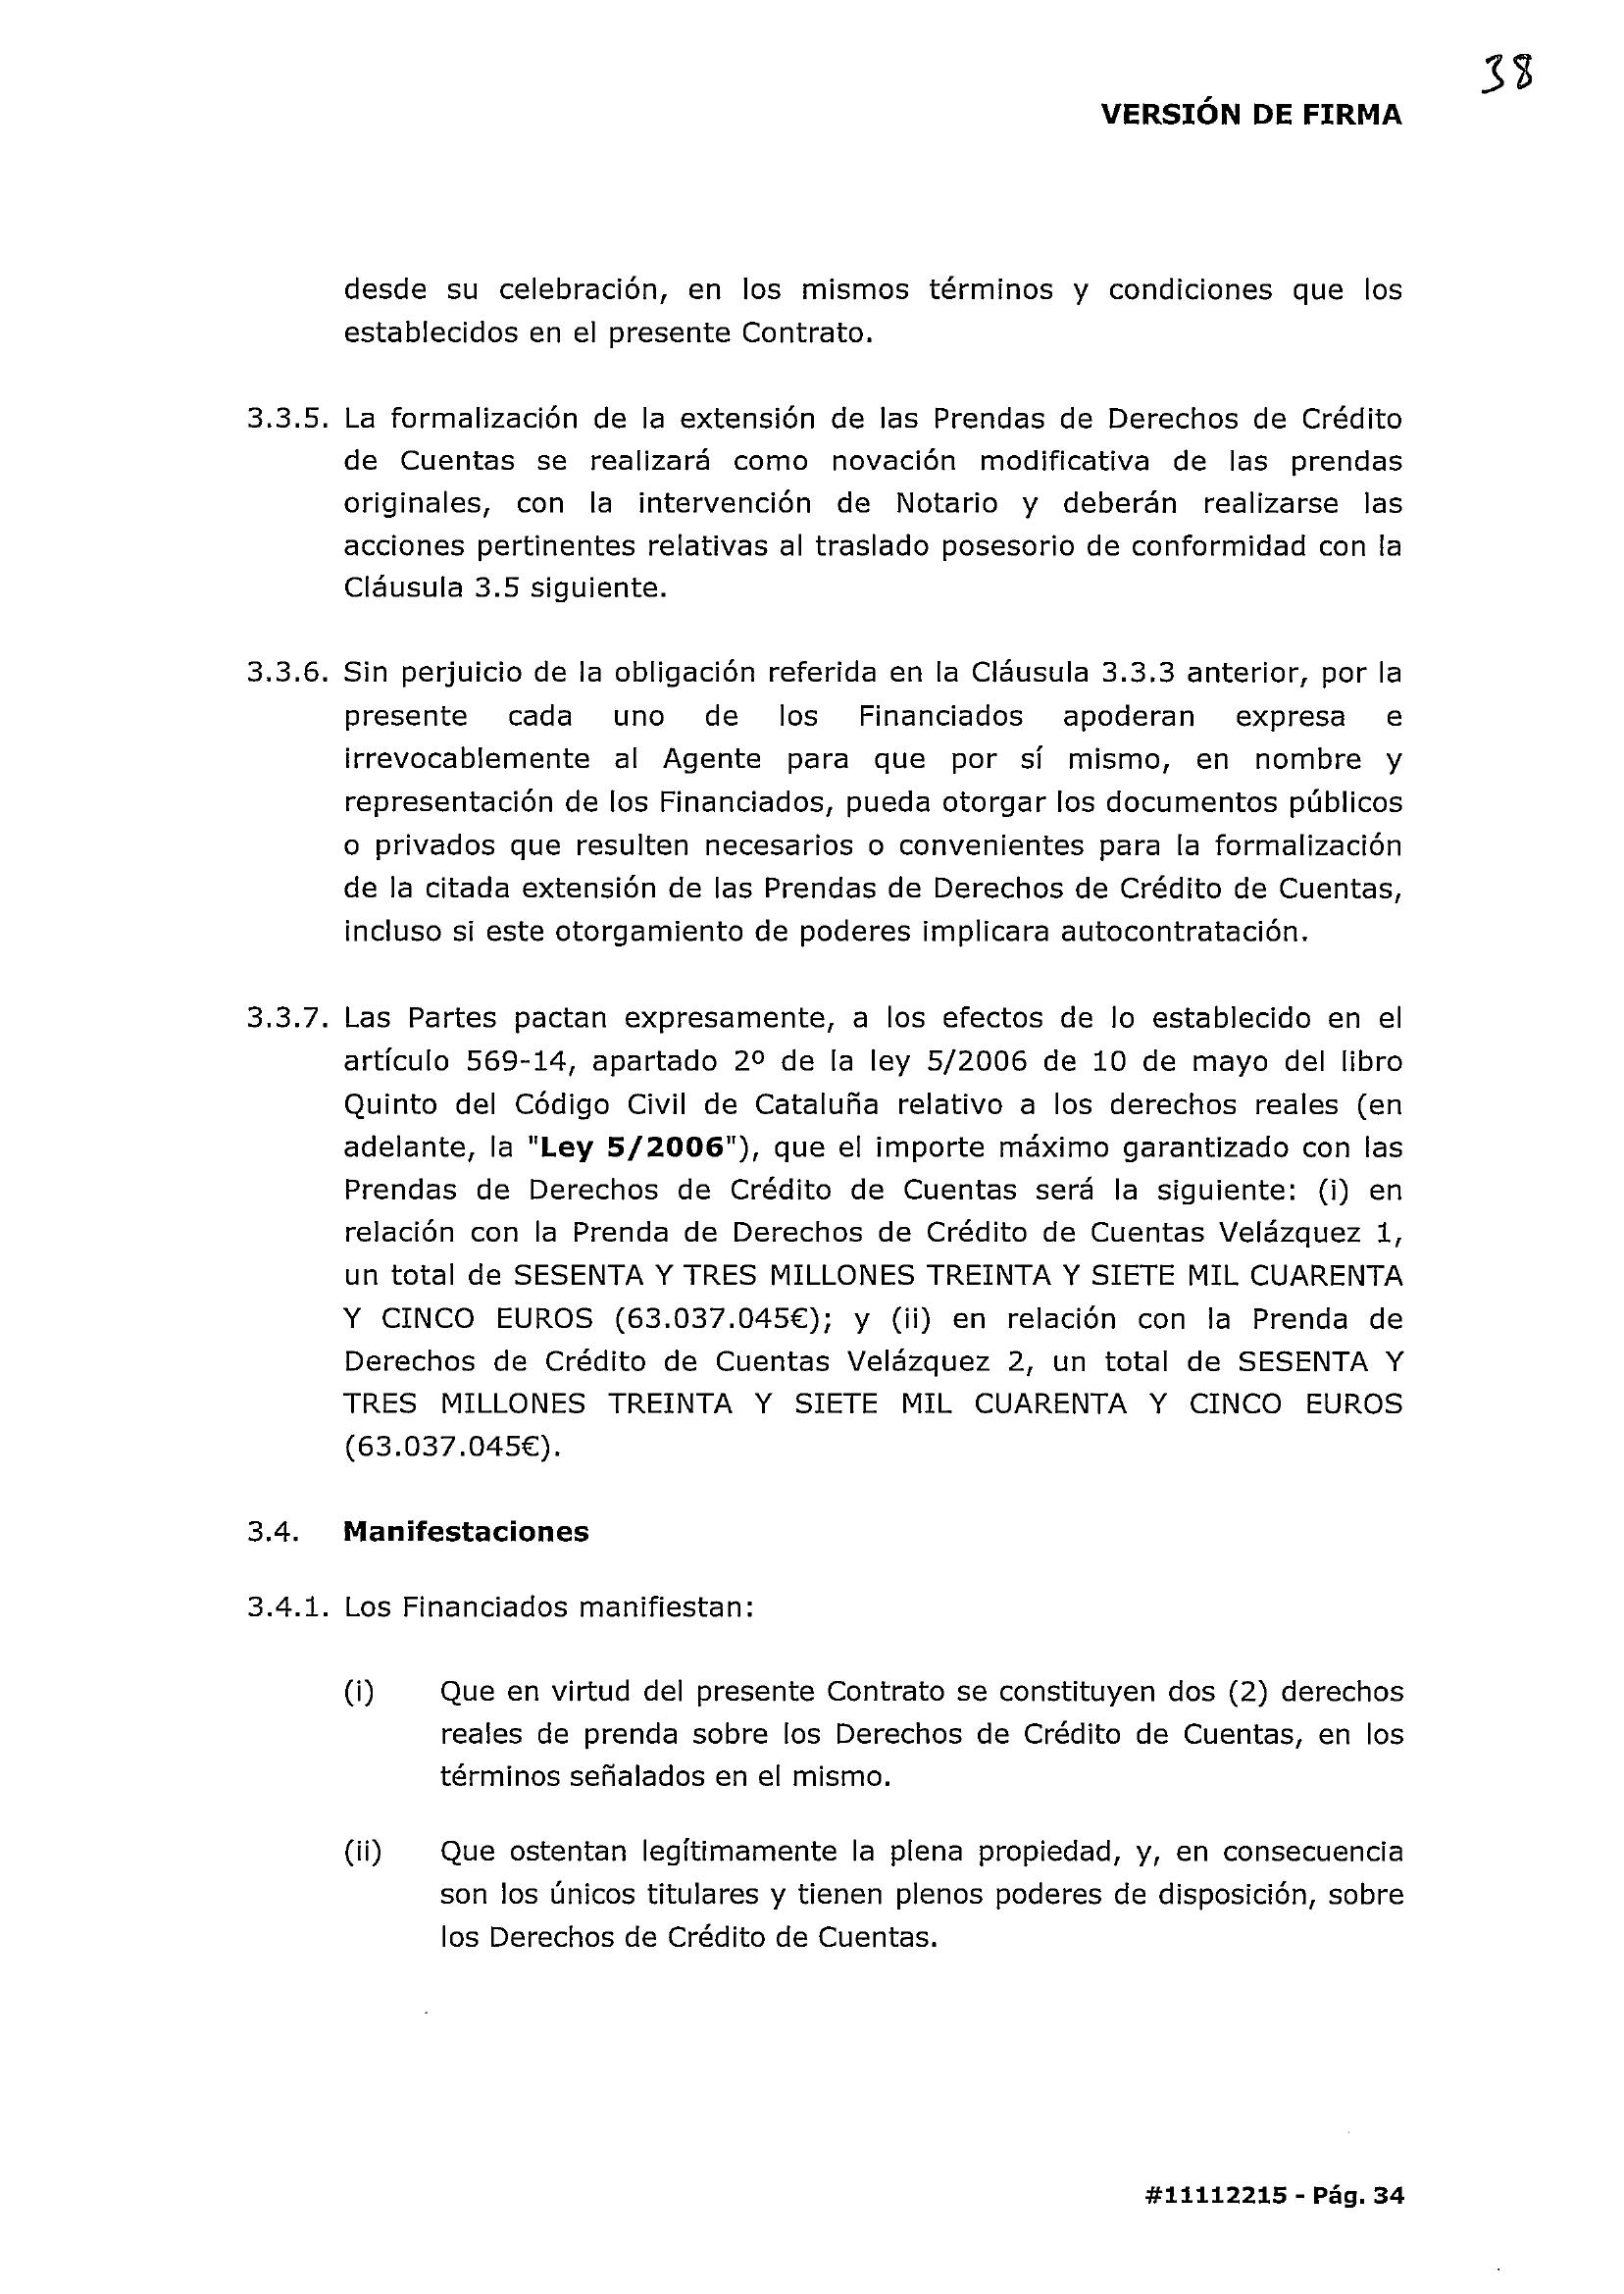 38
VERSIÓN DE FIRMA
desde su celebración, en los mismos términos y condiciones que los
establecidos en el presente Contrato.
3.3.5. La formalización de la extensión de las Prendas de Derechos de Crédito
de Cuentas se realizará como novación modificativa de las prendas
originales, con la intervención de Notario y deberán realizarse las
acciones pertinentes relativas al traslado posesorio de conformidad con la
Cláusula 3.5 siguiente.
3.3.6. Sin perjuicio de la obligación referida en la Cláusula 3.3.3 anterior, por la
presente cada uno de los Financiados apoderan expresa e
irrevocablemente al Agente para que por sí mismo, en nombre y
representación de los Financiados, pueda otorgar los documentos públicos
o privados que resulten necesarios o convenientes para la formalización
de la citada extensión de las Prendas de Derechos de Crédito de Cuentas,
incluso si este otorgamiento de poderes implicara autocontratación.
3.3.7. Las Partes pactan expresamente, a los efectos de lo establecido en el
artículo 569-14, apartado 2º de la ley 5/2006 de 10 de mayo del libro
Quinto del Código Civil de Cataluña relativo a los derechos reales (en
adelante, la "Ley 5/2006"), que el importe máximo garantizado con las
Prendas de Derechos de Crédito de Cuentas será la siguiente: (i) en
relación con la Prenda de Derechos de Crédito de Cuentas Velázquez 1,
un total de SESENTA Y TRES MILLONES TREINTA Y SIETE MIL CUARENTA
Y CINCO EUROS (63.037.045€); y (ii) en relación con la Prenda de
Derechos de Crédito de Cuentas Velázquez 2, un total de SESENTA Y
TRES MILLONES TREINTA Y SIETE MIL CUARENTA Y CINCO EUROS
(63.037.045€).
3.4. Manifestaciones
3.4.1. Los Financiados manifiestan:
(i) Que en virtud del presente Contrato se constituyen dos (2) derechos
reales de prenda sobre los Derechos de Crédito de Cuentas, en los
términos señalados en el mismo.
(ii) Que ostentan legítimamente la plena propiedad, y, en consecuencia
son los únicos titulares y tienen plenos poderes de disposición, sobre
los Derechos de Crédito de Cuentas.
#11112215 - Pág. 34